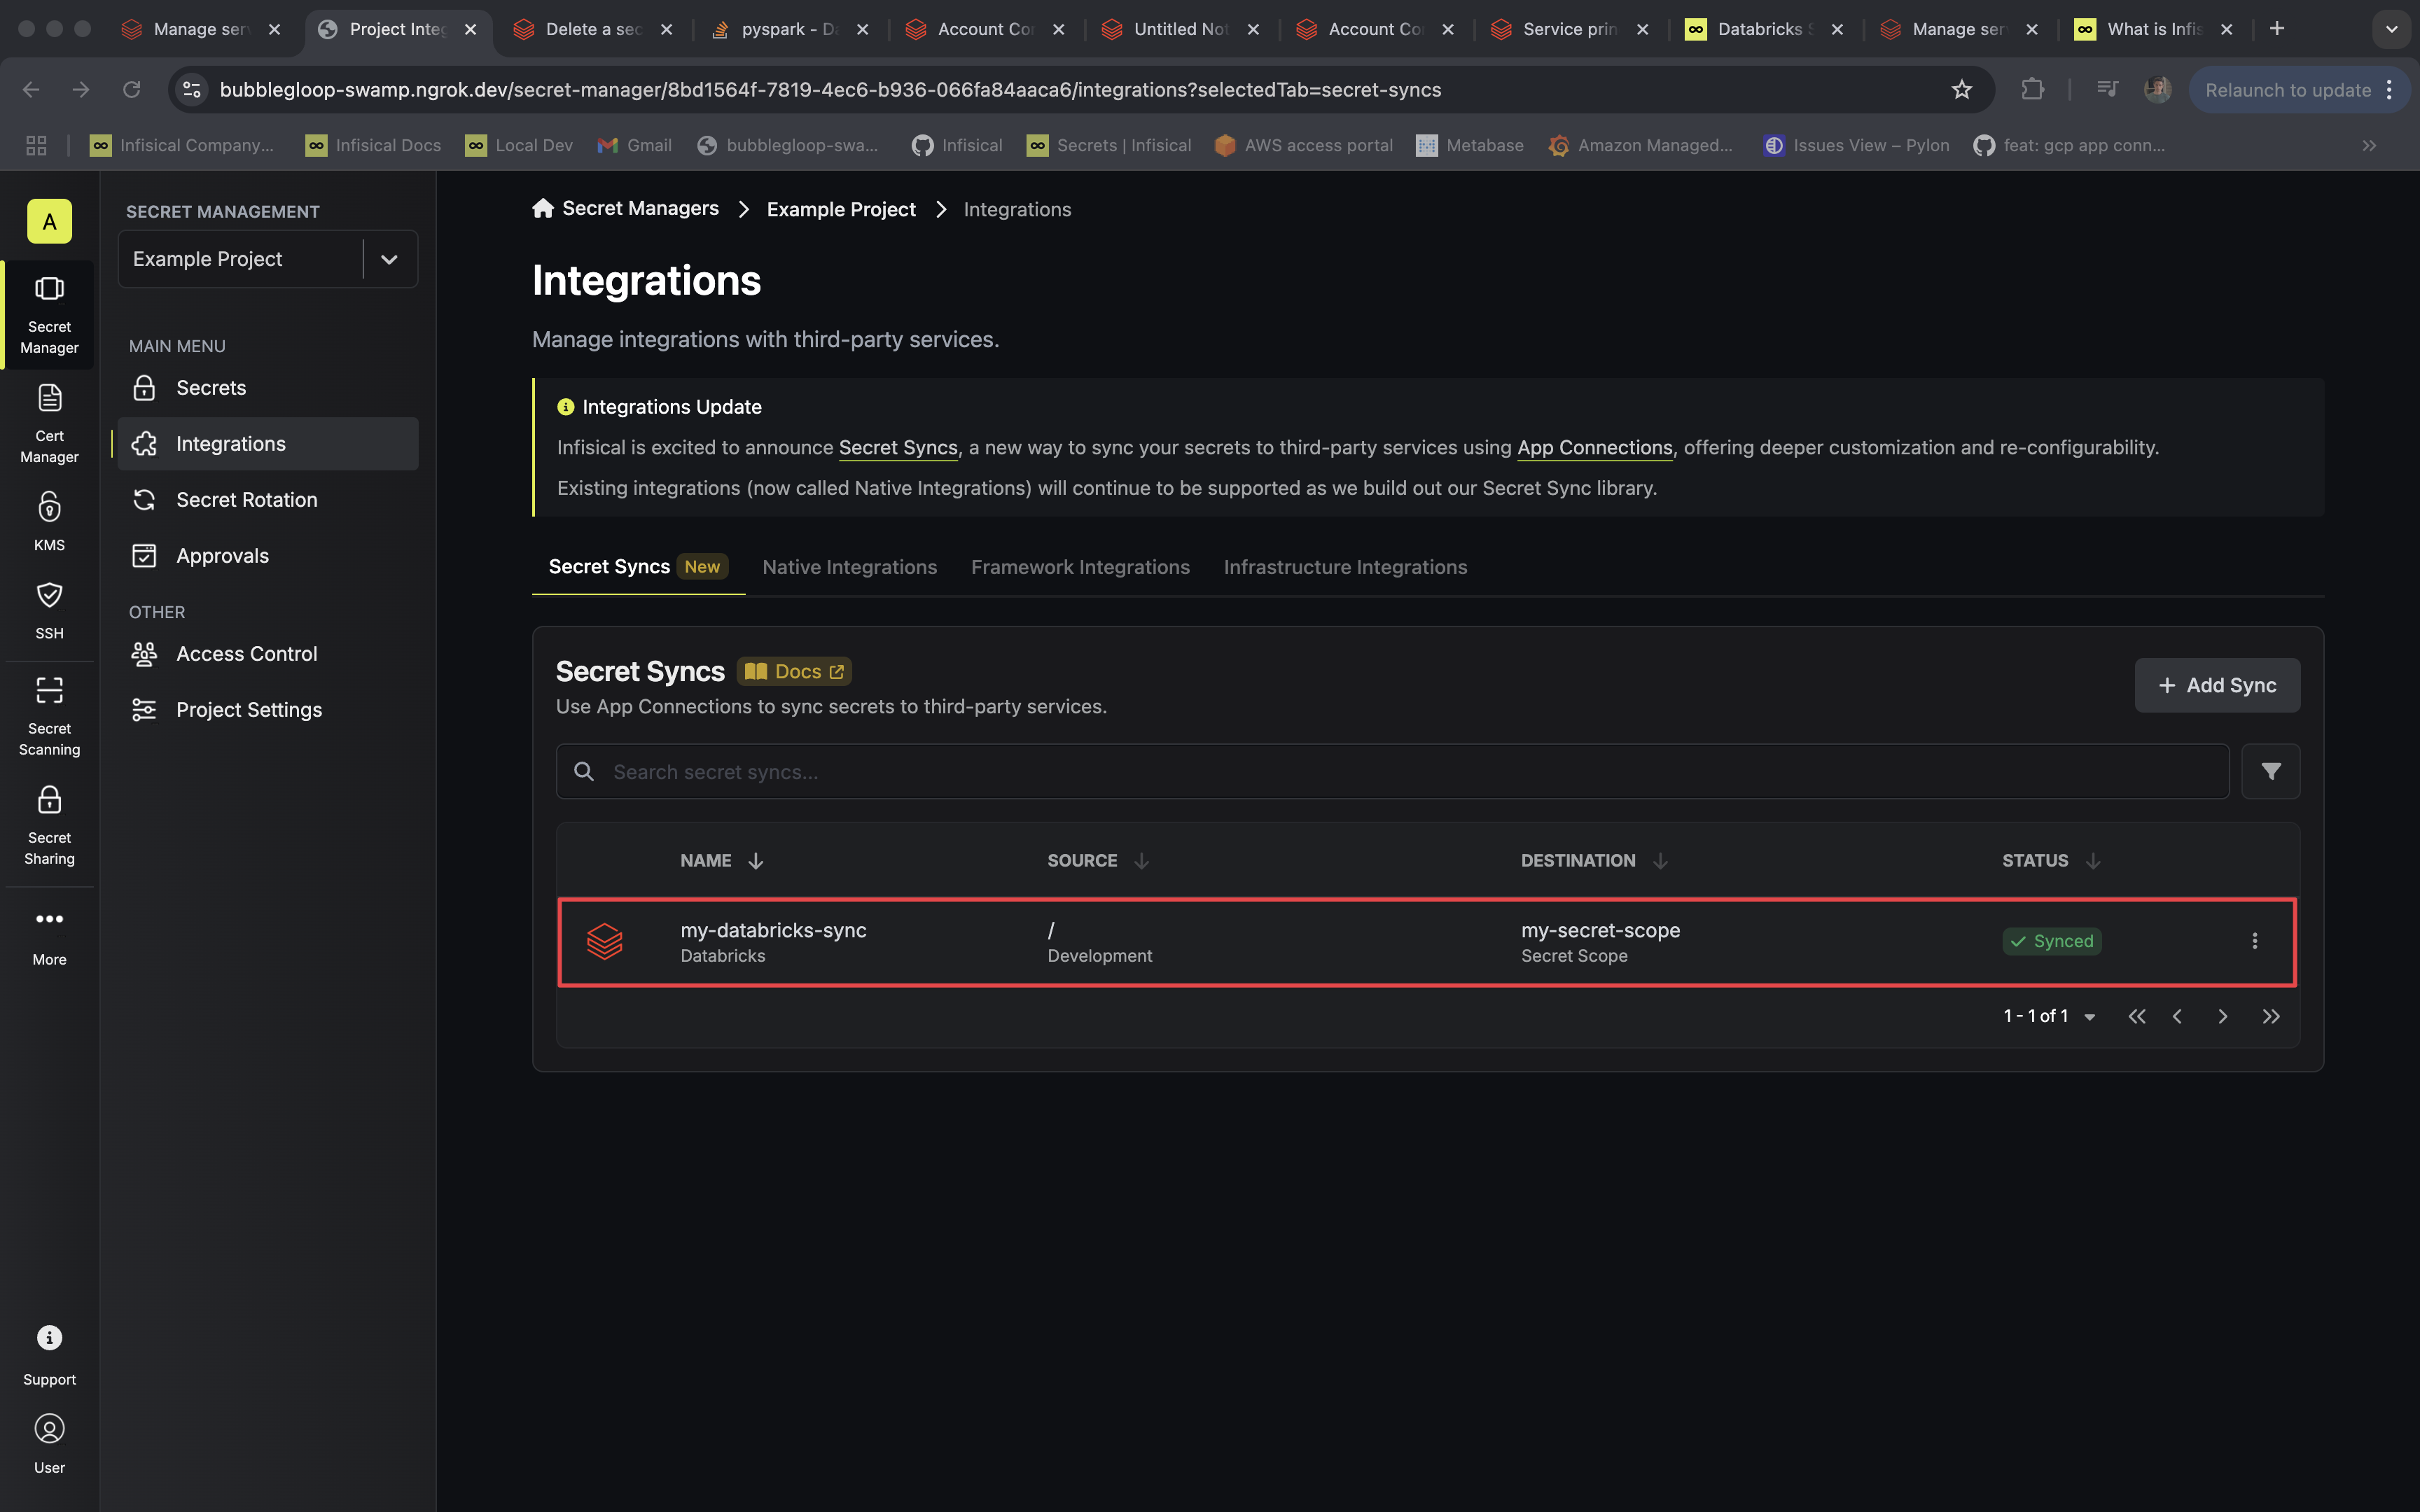 Manage ser
Project Inte
Delete a sec
pyspark - Da
Account Co
Untitled Not
Account Co
Service prin
Databricks S
Manage ser
What is Infis
bubblegloop-swamp.ngrok.dev/secret-manager/8bd1564f-7819-4ec6-b936-066fa84aaca6/integrations?selectedTab=secret-syncs
Relaunch to update
Infisical Company...
Infisical Docs
Local Dev
Gmail
bubblegloop-swa...
Infisical
Secrets | Infisical
AWS access portal
Metabase
Amazon Managed...
Issues View – Pylon
feat: gcp app conn...
A
Secret
Manager
Cert
Manager
KMS
SSH
Secret
Scanning
Secret
Sharing
More
Support
User
SECRET MANAGEMENT
Example Project
MAIN MENU
Secrets
Integrations
Secret Rotation
Approvals
OTHER
Access Control
Project Settings
Secret Managers
Example Project
Integrations
Integrations
Manage integrations with third-party services.
Integrations Update
Infisical is excited to announce Secret Syncs, a new way to sync your secrets to third-party services using App Connections, offering deeper customization and re-configurability.
Existing integrations (now called Native Integrations) will continue to be supported as we build out our Secret Sync library.
Secret Syncs New
Native Integrations
Framework Integrations
Infrastructure Integrations
Secret Syncs
Docs
Use App Connections to sync secrets to third-party services.
Add Sync
Search secret syncs...
NAME
SOURCE
DESTINATION
STATUS
my-databricks-sync
Databricks
/
Development
my-secret-scope
Secret Scope
Synced
1 - 1 of 1